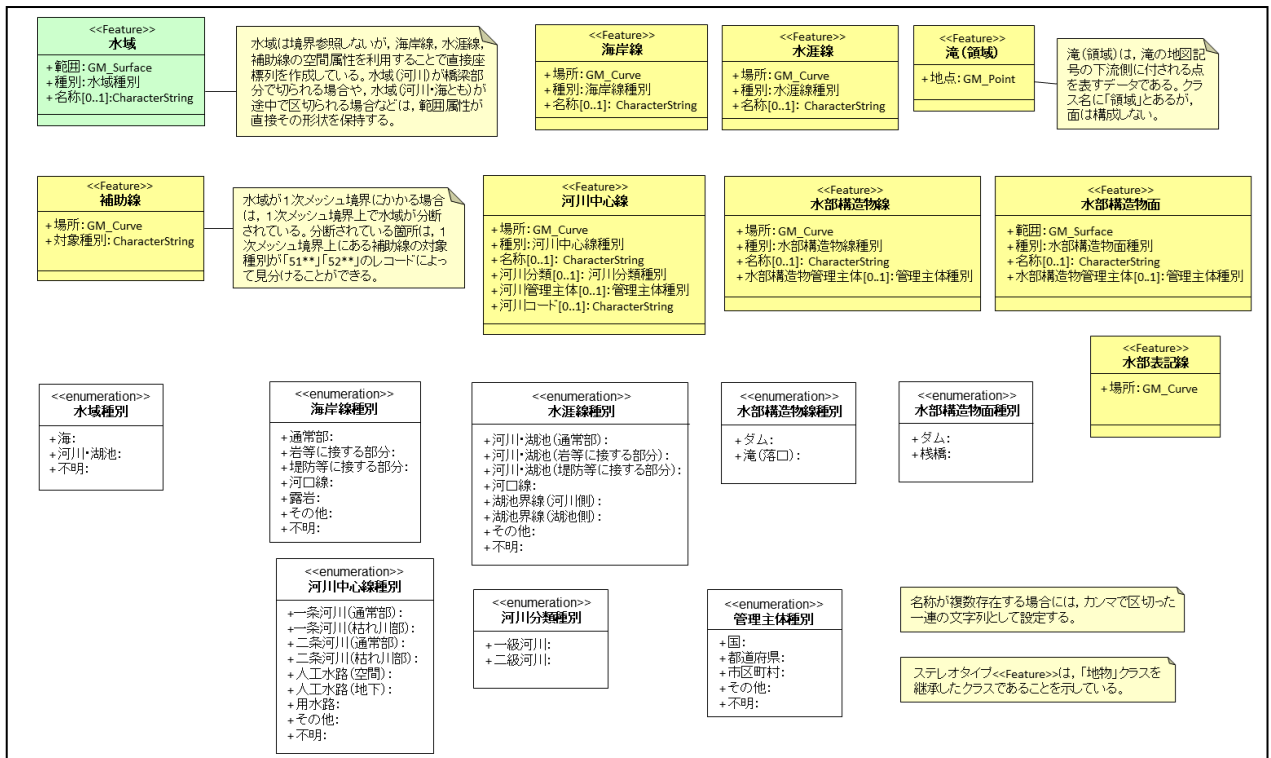 <<Feature>>
水域
+範囲:GM_Surface
+種別:水域種別
+名称[0..1]:CharacterString
水域は境界参照しないが，海岸線，水涯線，
補助線の空間属性を利用することで直接座
標列を作成している。水域(河川)が橋梁部
分で切られる場合や，水域(河川・海とも)が
途中で区切られる場合などは，範囲属性が
直接その形状を保持する。
<<Feature>>
海岸線
+場所:GM_Curve
+種別:海岸線種別
+名称[0..1]: CharacterString
<<Feature>>
水涯線
+場所:GM_Curve
+種別:水涯線種別
+名称[0..1]: CharacterString
<<Feature>>
滝(領域)
+地点:GM_Point
滝(領域)は，滝の地図記
号の下流側に付される点
を表すデータである。クラ
ス名に「領域」とあるが，
面は構成しない。
<<Feature>>
補助線
+場所:GM_Curve
+対象種別:CharacterString
水域が1次メッシュ境界にかかる場合
は，1次メッシュ境界上で水域が分断
されている。分断されている箇所は，1
次メッシュ境界上にある補助線の対象
種別が「51**」「52**」のレコードによっ
て見分けることができる。
<<Feature>>
河川中心線
+場所:GM_Curve
+種別:河川中心線種別
+名称[0..1]: CharacterString
+河川分類[0..1]: 河川分類種別
+河川管理主体[0..1]:管理主体種別
+河川コード[0..1]: CharacterString
<<Feature>>
水部構造物線
+場所:GM_Curve
+種別:水部構造物線種別
+名称[0..1]: CharacterString
+水部構造物管理主体[0..1]:管理主体種別
<<Feature>>
水部構造物面
+範囲:GM_Surface
+種別:水部構造物面種別
+名称[0..1]: CharacterString
+水部構造物管理主体[0..1]:管理主体種別
<<Feature>>
水部表記線
+場所:GM_Curve
<<enumeration>>
水域種別
+海:
+河川・湖池:
+不明:
<<enumeration>>
海岸線種別
+通常部:
+岩等に接する部分:
+堤防等に接する部分:
+河口線:
+露岩:
+その他:
+不明:
<<enumeration>>
水涯線種別
+河川・湖池(通常部):
+河川・湖池(岩等に接する部分):
+河川・湖池(堤防等に接する部分):
+河口線:
+湖池界線(河川側):
+湖池界線(湖池側):
+その他:
+不明:
<<enumeration>>
水部構造物線種別
+ダム:
+滝(落口):
<<enumeration>>
水部構造物面種別
+ダム:
+桟橋:
<<enumeration>>
河川中心線種別
+一条河川(通常部):
+一条河川(枯れ川部):
+二条河川(通常部):
+二条河川(枯れ川部):
+人工水路(空間):
+人工水路(地下):
+用水路:
+その他:
+不明:
<<enumeration>>
河川分類種別
+一級河川:
+二級河川:
<<enumeration>>
管理主体種別
+国:
+都道府県:
+市区町村:
+その他:
+不明:
名称が複数存在する場合には，カンマで区切った
一連の文字列として設定する。
ステレオタイプ<<Feature>>は，「地物」クラスを
継承したクラスであることを示している。